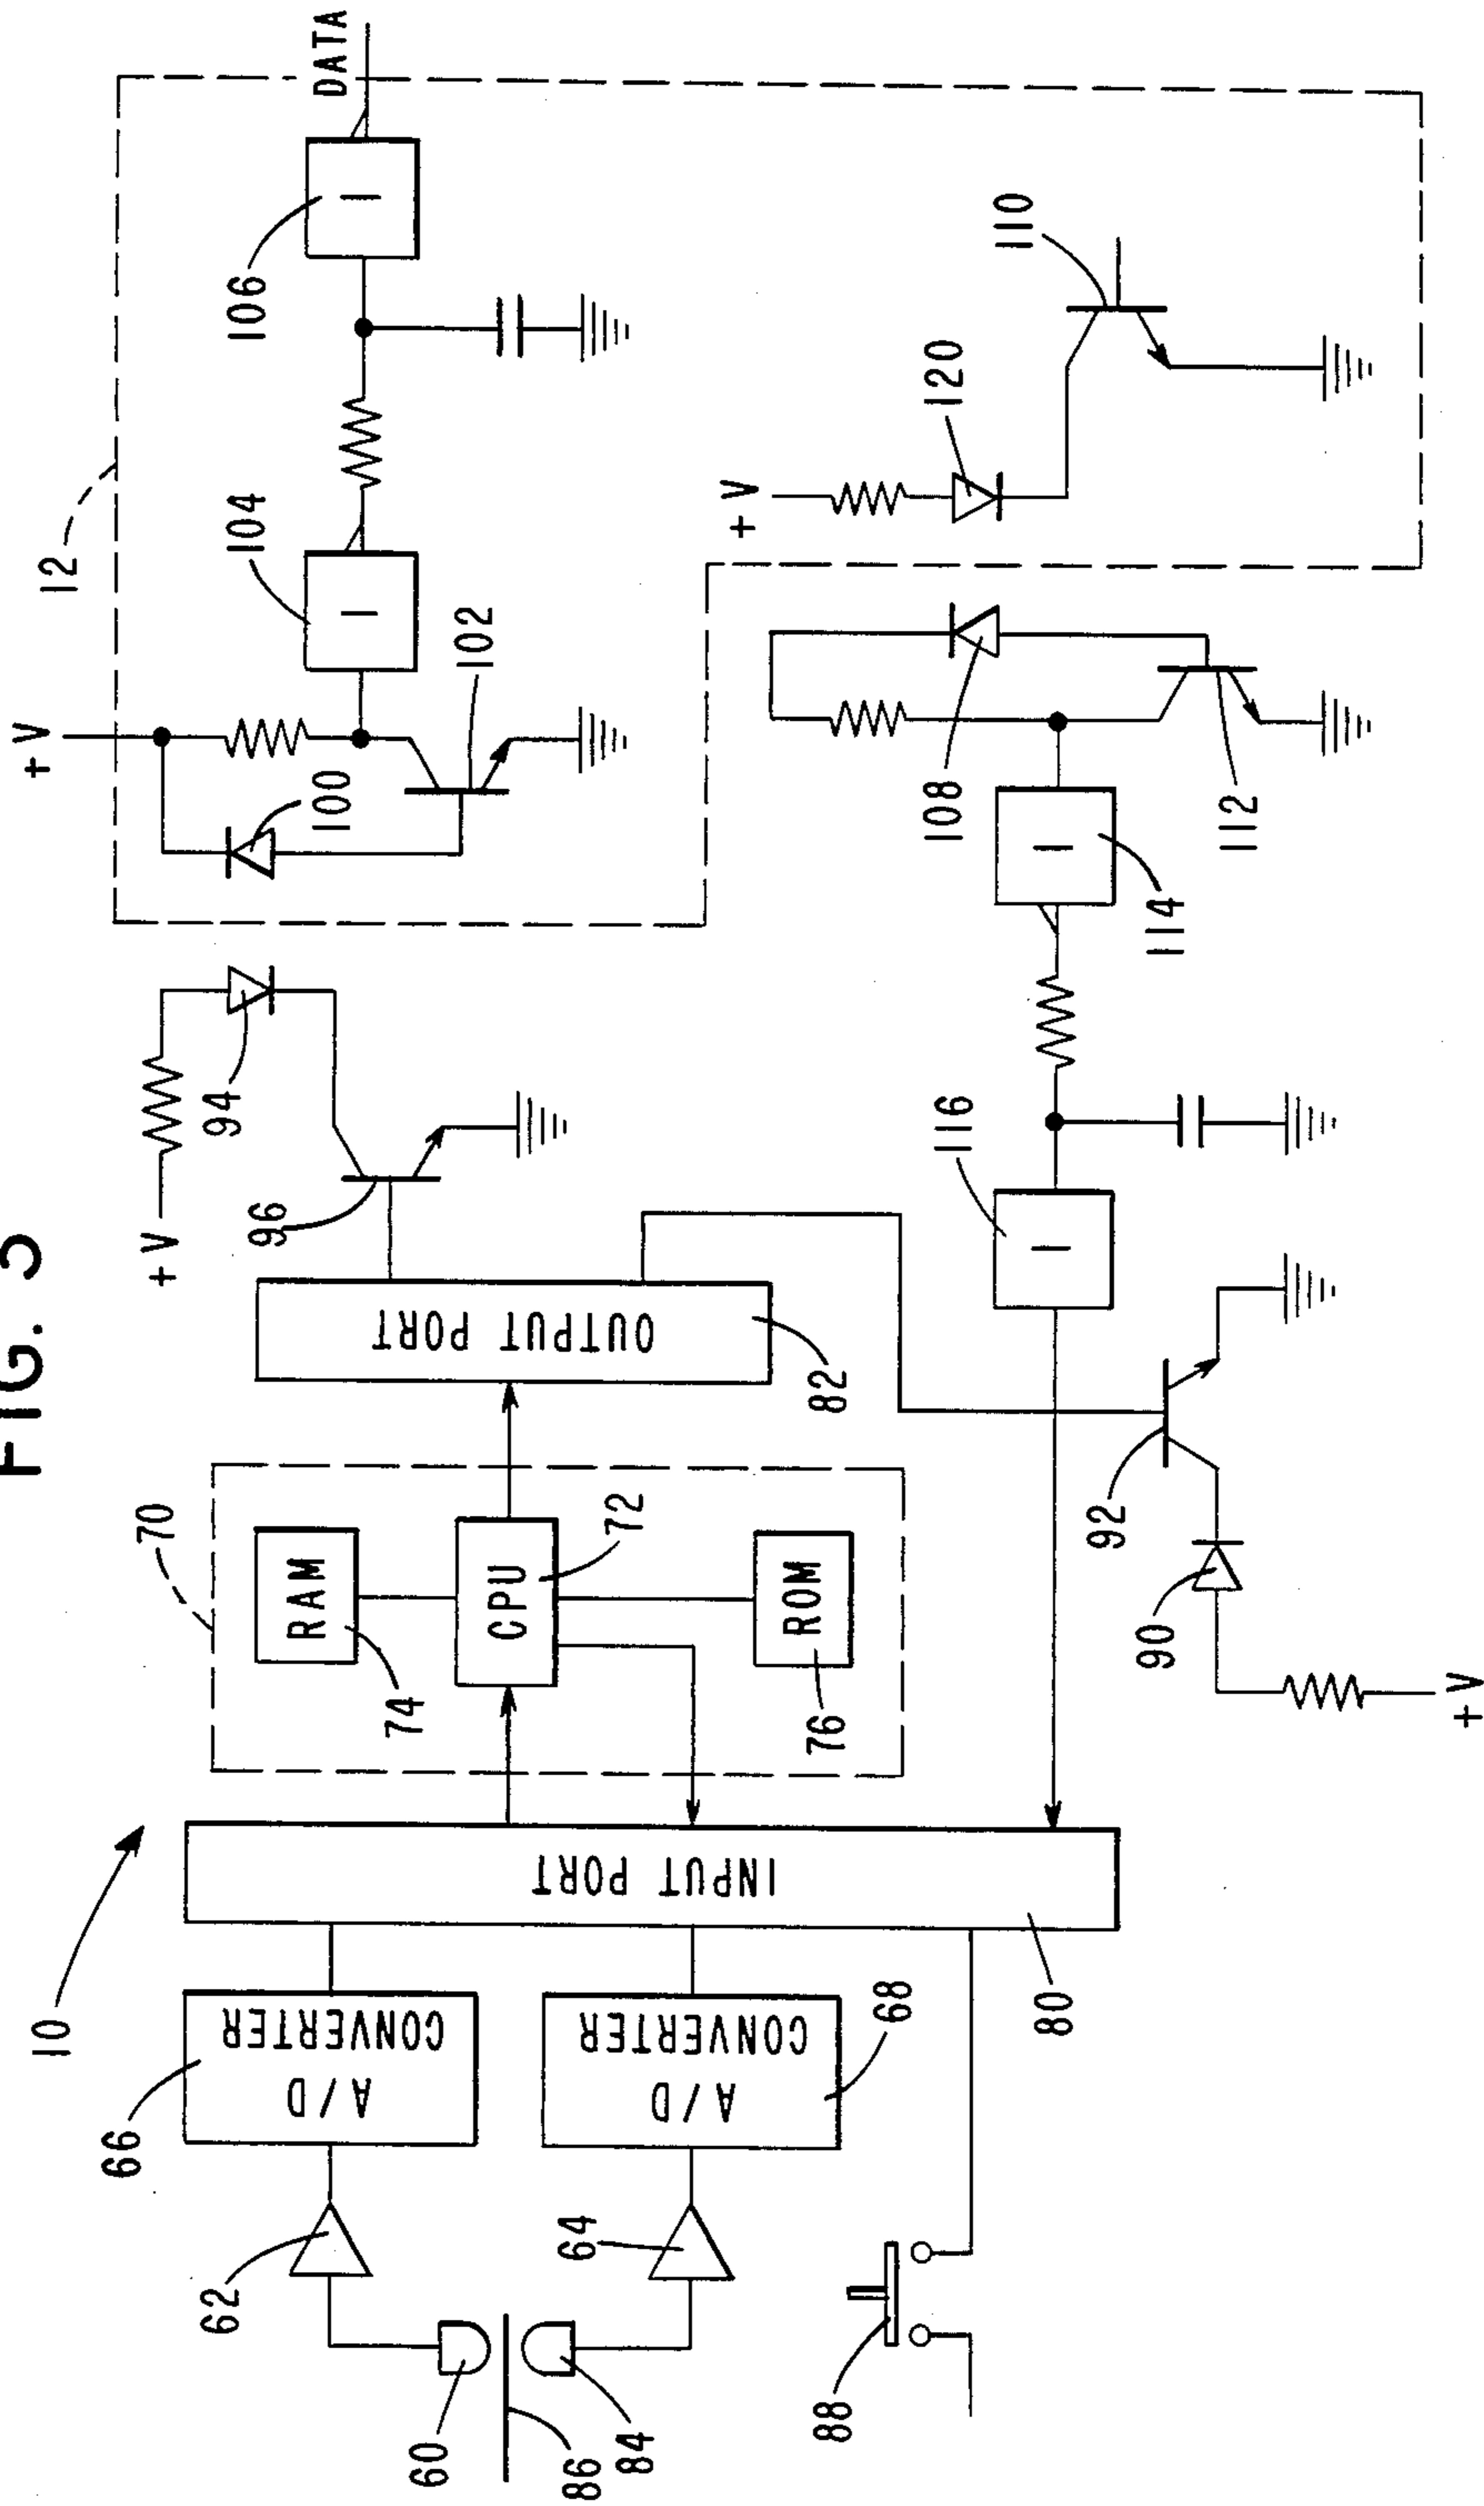 FIG. 5
10
12
+V
DATA
66
62
A/D
CONVERTER
60
86
84
64
A/D
CONVERTER
68
88
INPUT PORT
80
70
RAM
74
CPU
72
ROM
76
OUTPUT PORT
82
+V
94
96
100
102
104
I
106
I
+V
120
110
108
112
114
I
116
I
92
90
+V